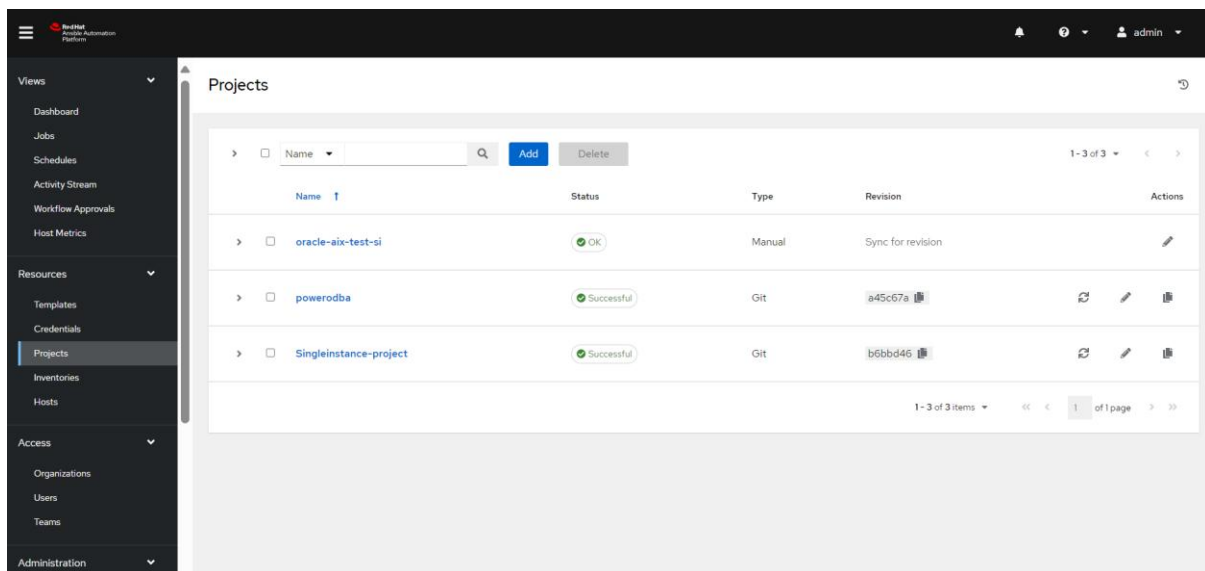 RedHat
Ansible Automation
Platform
admin
Views
Dashboard
Jobs
Schedules
Activity Stream
Workflow Approvals
Host Metrics
Resources
Templates
Credentials
Projects
Inventories
Hosts
Access
Organizations
Users
Teams
Administration
Projects
Name Add Delete 1 - 3 of 3
Name Status Type Revision Actions
oracle-aix-test-si OK Manual Sync for revision
powerodba Successful Git a45c67a
Singleinstance-project Successful Git b6bbd46
1 - 3 of 3 items 1 of 1 page